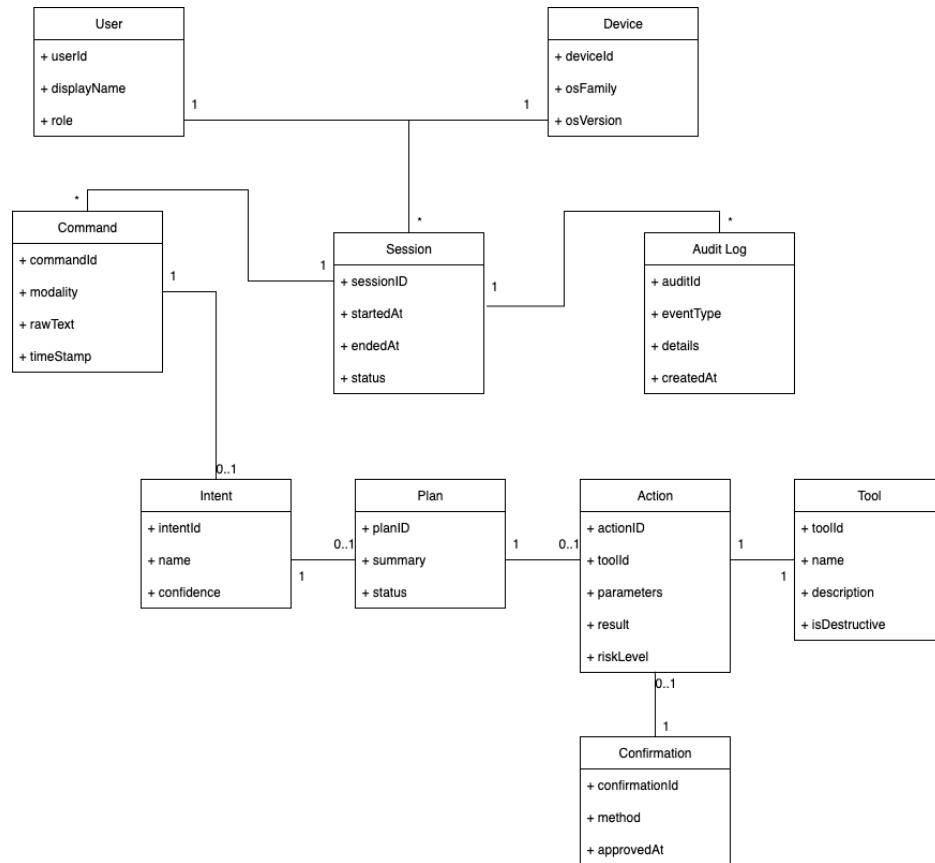 User
+ userId
+ displayName
+ role
Device
+ deviceId
+ osFamily
+ osVersion
1
1
*
*
*
Command
+ commandId
+ modality
+ rawText
+ timeStamp
1
1
Session
+ sessionID
+ startedAt
+ endedAt
+ status
1
Audit Log
+ auditId
+ eventType
+ details
+ createdAt
0..1
Intent
+ intentId
+ name
+ confidence
1
0..1
Plan
+ planID
+ summary
+ status
1
0..1
Action
+ actionID
+ toolId
+ parameters
+ result
+ riskLevel
1
1
Tool
+ toolId
+ name
+ description
+ isDestructive
0..1
1
Confirmation
+ confirmationId
+ method
+ approvedAt